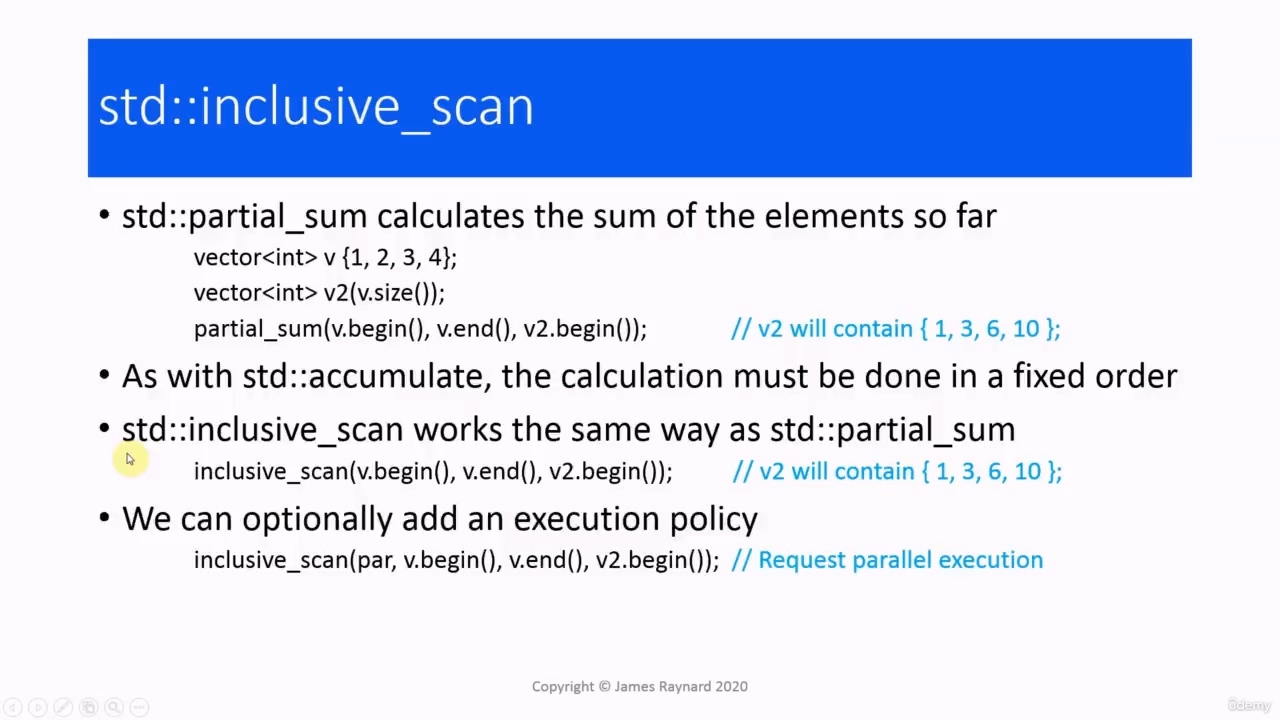 std::inclusive_scan
• std::partial_sum calculates the sum of the elements so far
vector<int> v {1, 2, 3, 4};
vector<int> v2(v.size());
partial_sum(v.begin(), v.end(), v2.begin()); // v2 will contain { 1, 3, 6, 10 };
• As with std::accumulate, the calculation must be done in a fixed order
• std::inclusive_scan works the same way as std::partial_sum
inclusive_scan(v.begin(), v.end(), v2.begin()); // v2 will contain { 1, 3, 6, 10 };
• We can optionally add an execution policy
inclusive_scan(par, v.begin(), v.end(), v2.begin()); // Request parallel execution
Copyright © James Raynard 2020
ûdemy